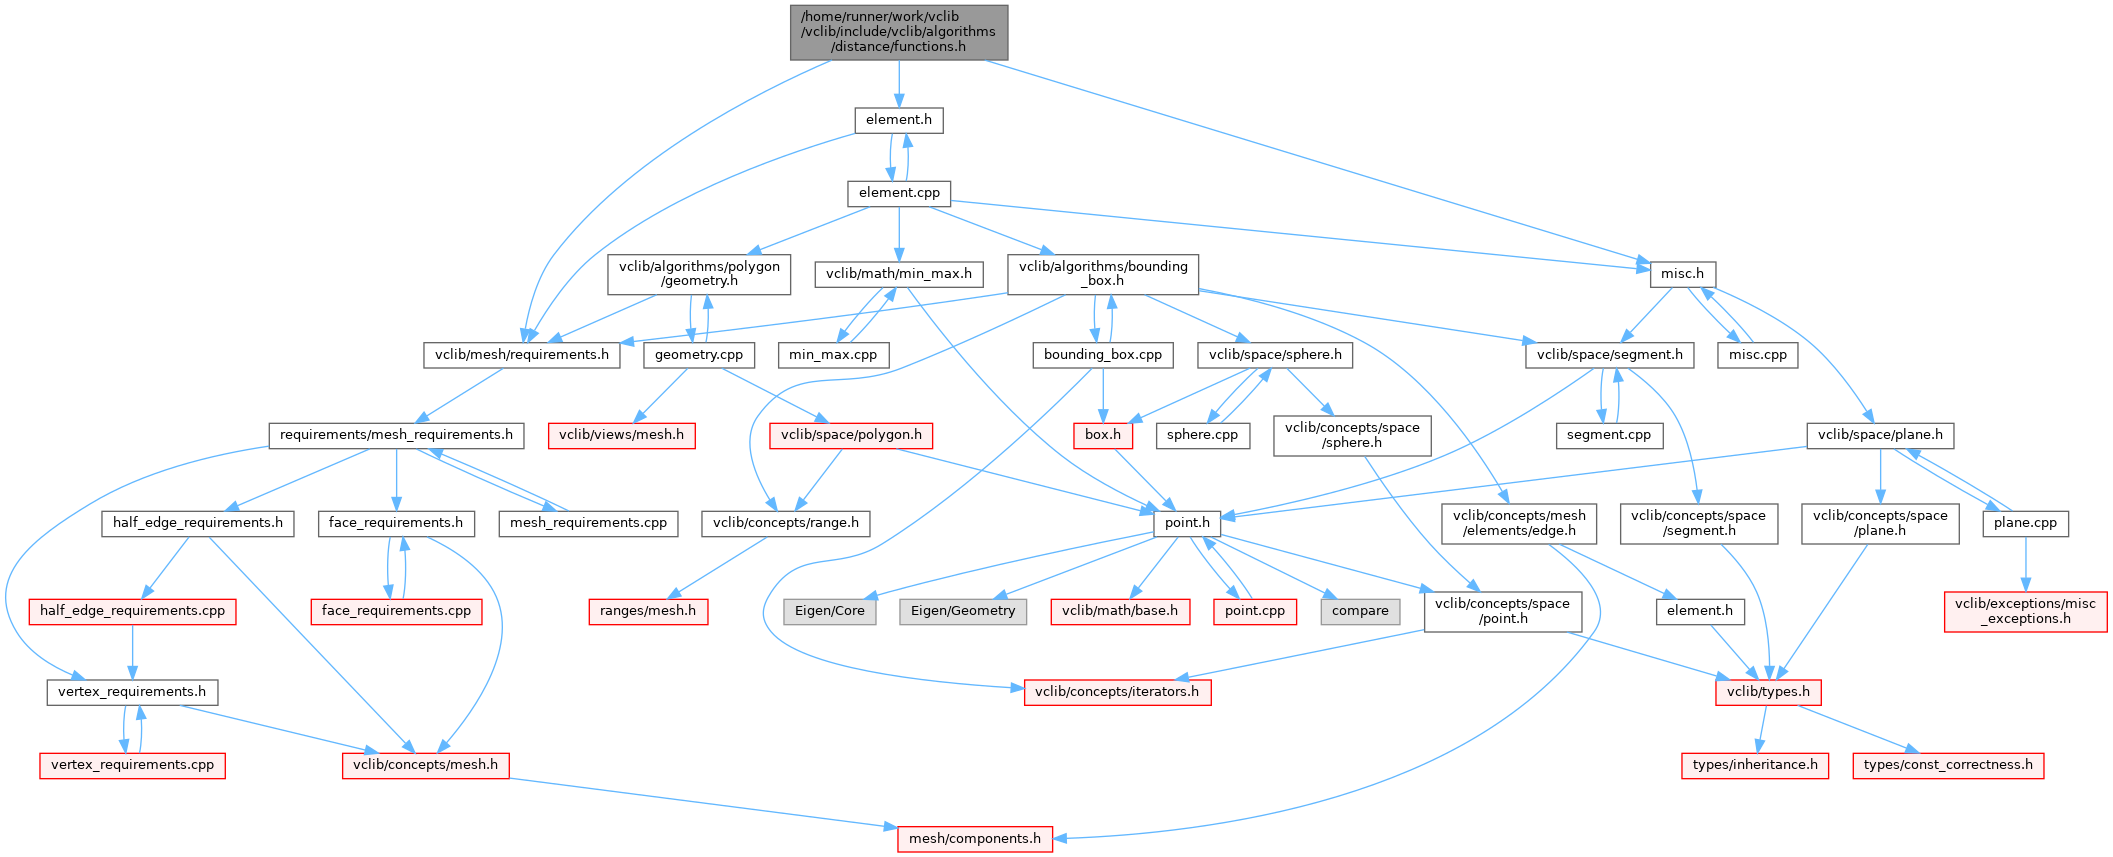 /home/runner/work/vclib
/vclib/include/vclib/algorithms
/distance/functions.h
element.h
element.cpp
vclib/algorithms/polygon
/geometry.h
vclib/math/min_max.h
vclib/algorithms/bounding
_box.h
misc.h
vclib/mesh/requirements.h
geometry.cpp
min_max.cpp
bounding_box.cpp
vclib/space/sphere.h
vclib/space/segment.h
misc.cpp
requirements/mesh_requirements.h
vclib/views/mesh.h
vclib/space/polygon.h
box.h
sphere.cpp
vclib/concepts/space
/sphere.h
segment.cpp
vclib/space/plane.h
half_edge_requirements.h
face_requirements.h
mesh_requirements.cpp
vclib/concepts/range.h
point.h
vclib/concepts/mesh
/elements/edge.h
vclib/concepts/space
/segment.h
vclib/concepts/space
/plane.h
plane.cpp
half_edge_requirements.cpp
face_requirements.cpp
ranges/mesh.h
Eigen/Core
Eigen/Geometry
vclib/math/base.h
point.cpp
compare
vclib/concepts/space
/point.h
element.h
vclib/exceptions/misc
_exceptions.h
vertex_requirements.h
vclib/concepts/iterators.h
vclib/types.h
vertex_requirements.cpp
vclib/concepts/mesh.h
types/inheritance.h
types/const_correctness.h
mesh/components.h